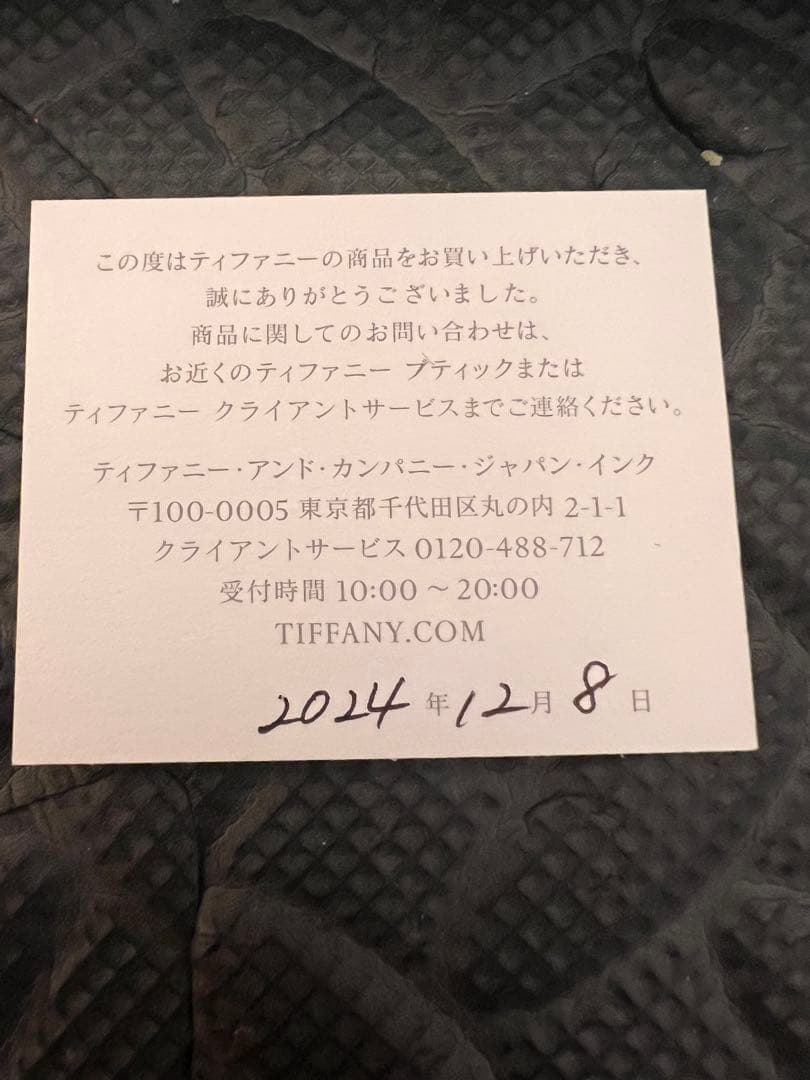 この度はティファニーの商品をお買い上げいただき、
誠にありがとうございました。
商品に関してのお問い合わせは、
お近くのティファニー ブティックまたは
ティファニー クライアントサービスまでご連絡ください。
ティファニー・アンド・カンパニー・ジャパン・インク
〒100-0005 東京都千代田区丸の内 2-1-1
クライアントサービス 0120-488-712
受付時間 10:00 〜 20:00
TIFFANY.COM
2024 年 12 月 8 日